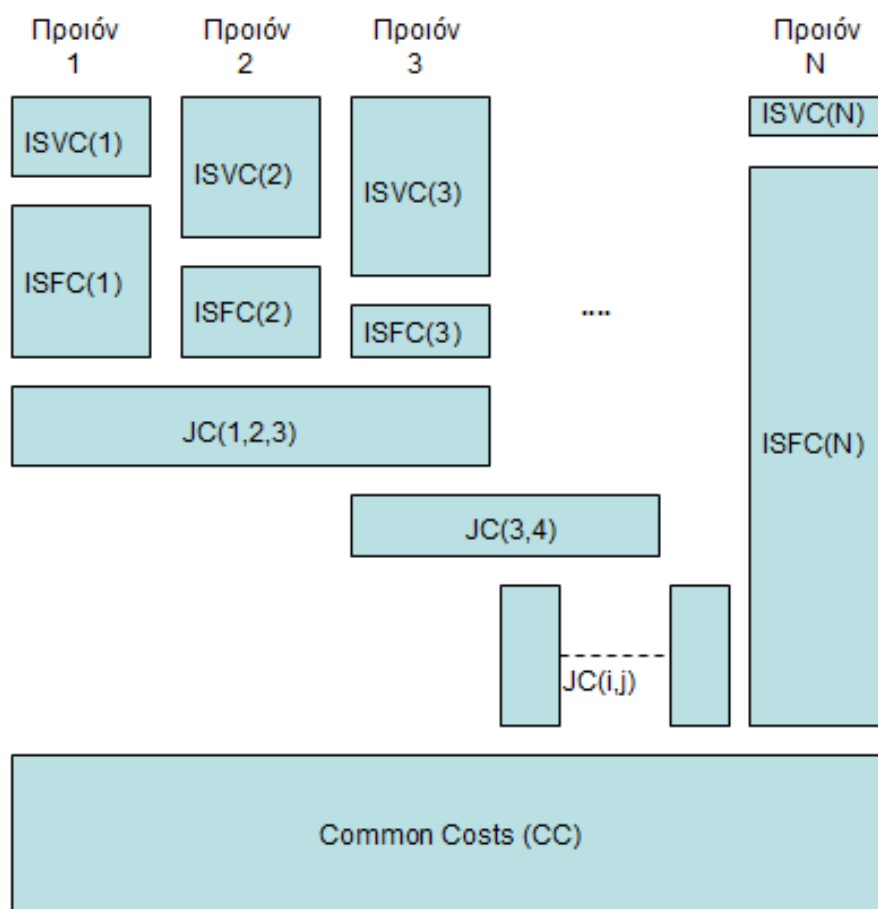 Προιόν
1
Προιόν
2
Προιόν
3
Προιόν
N
ISVC(1)
ISVC(2)
ISVC(3)
ISVC(N)
ISFC(1)
ISFC(2)
ISFC(3)
....
ISFC(N)
JC(1,2,3)
JC(3,4)
JC(i,j)
Common Costs (CC)